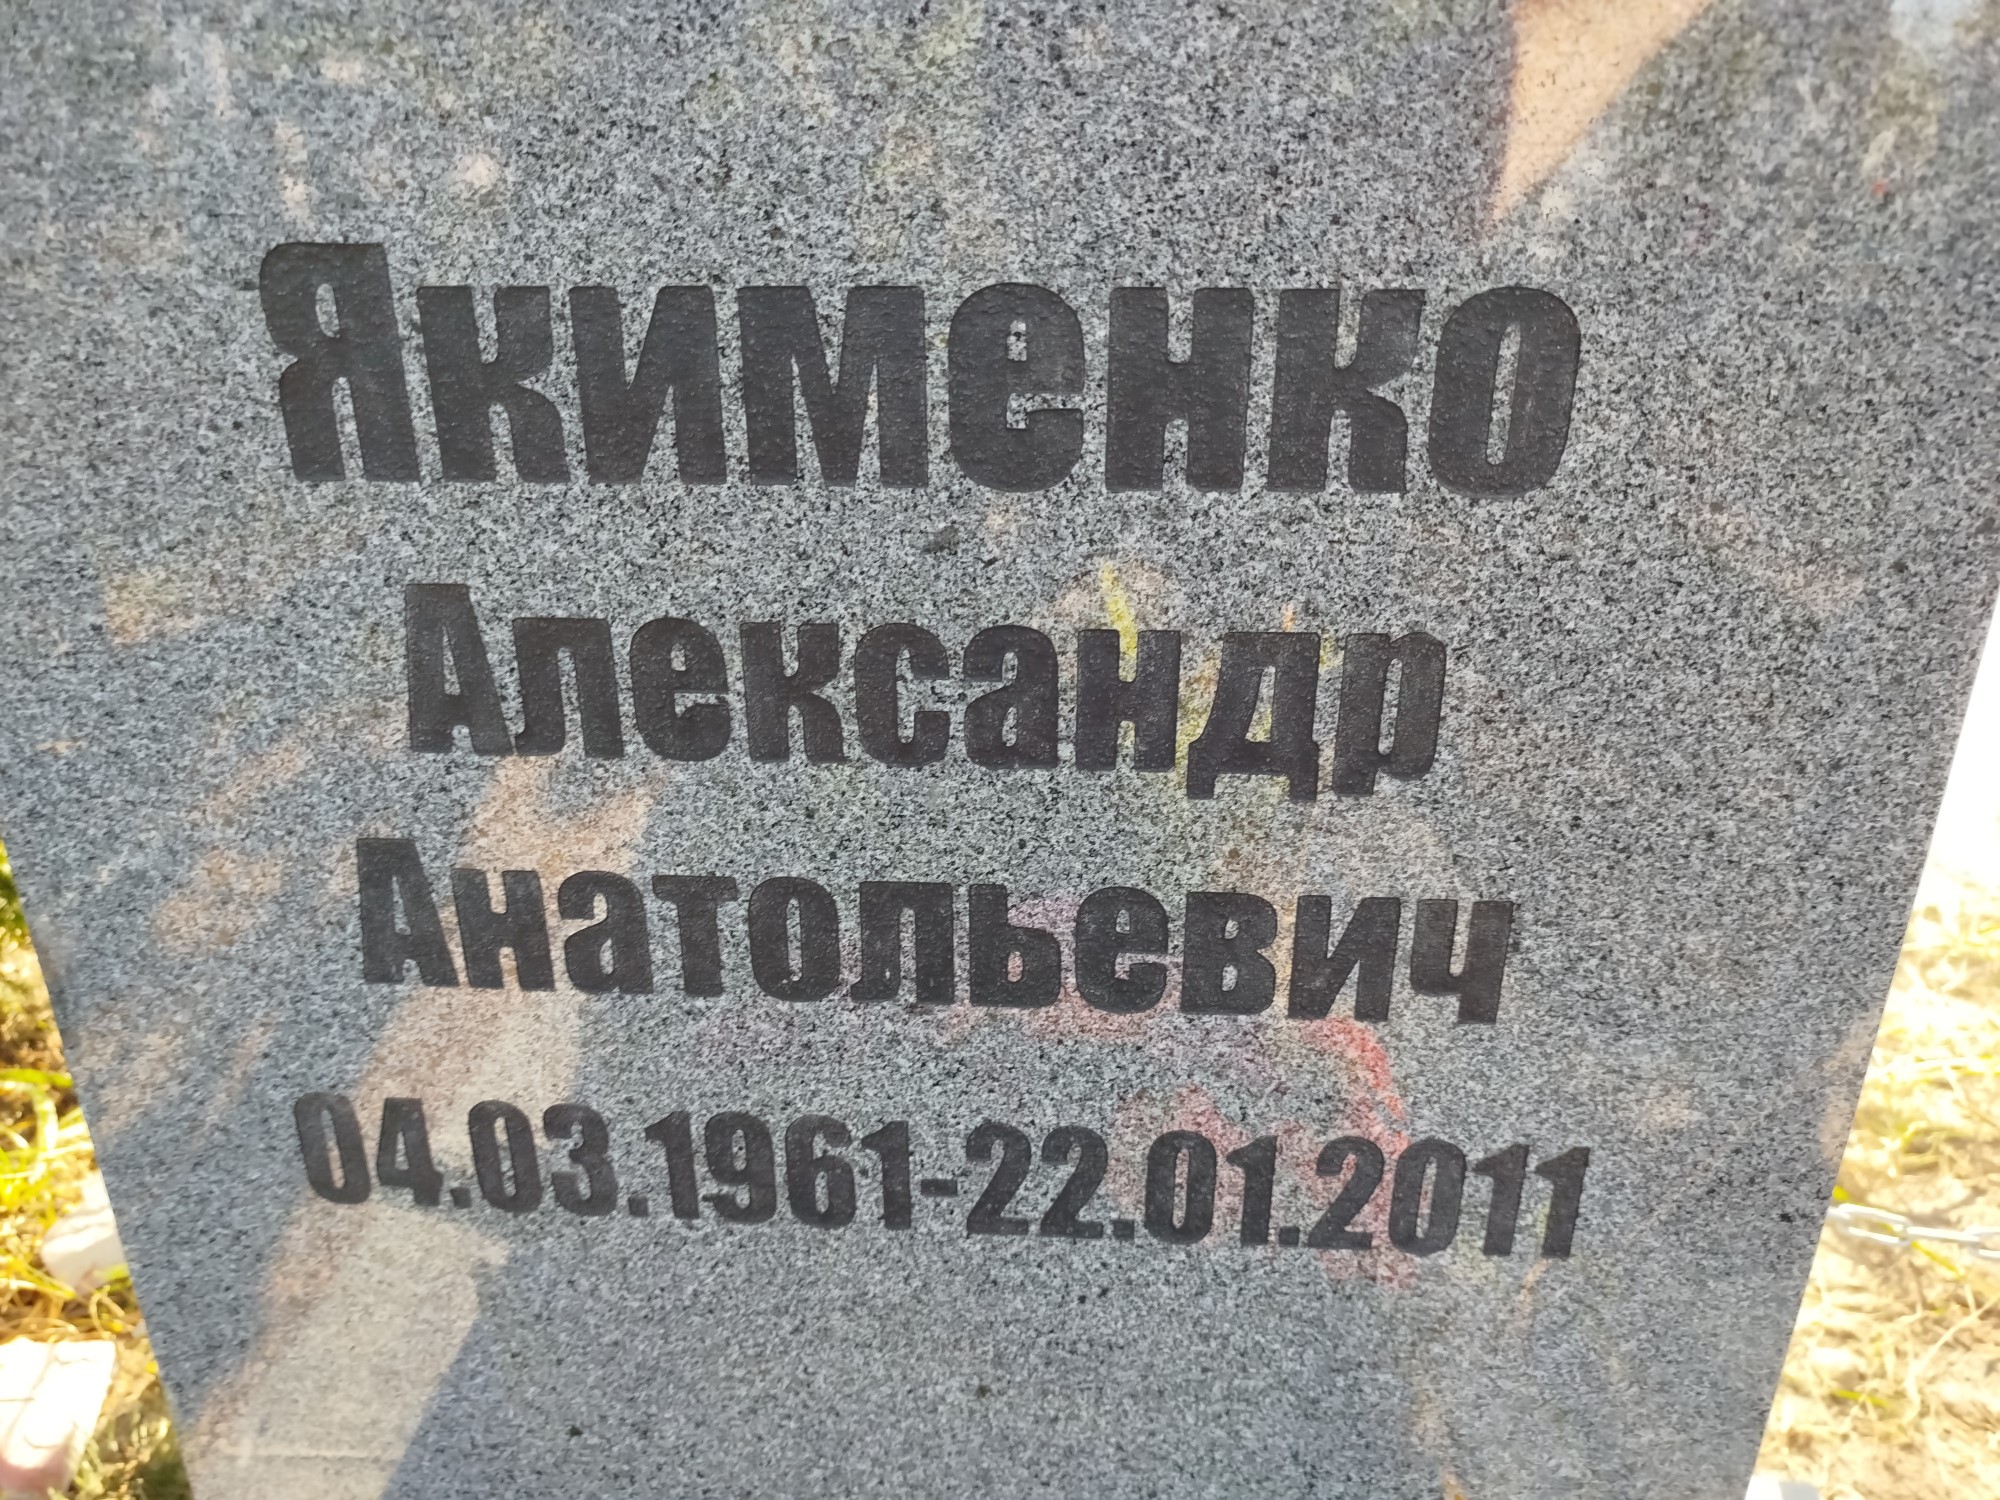 Якименко
Александр
Анатольевич
04.03.1961-22.01.2011